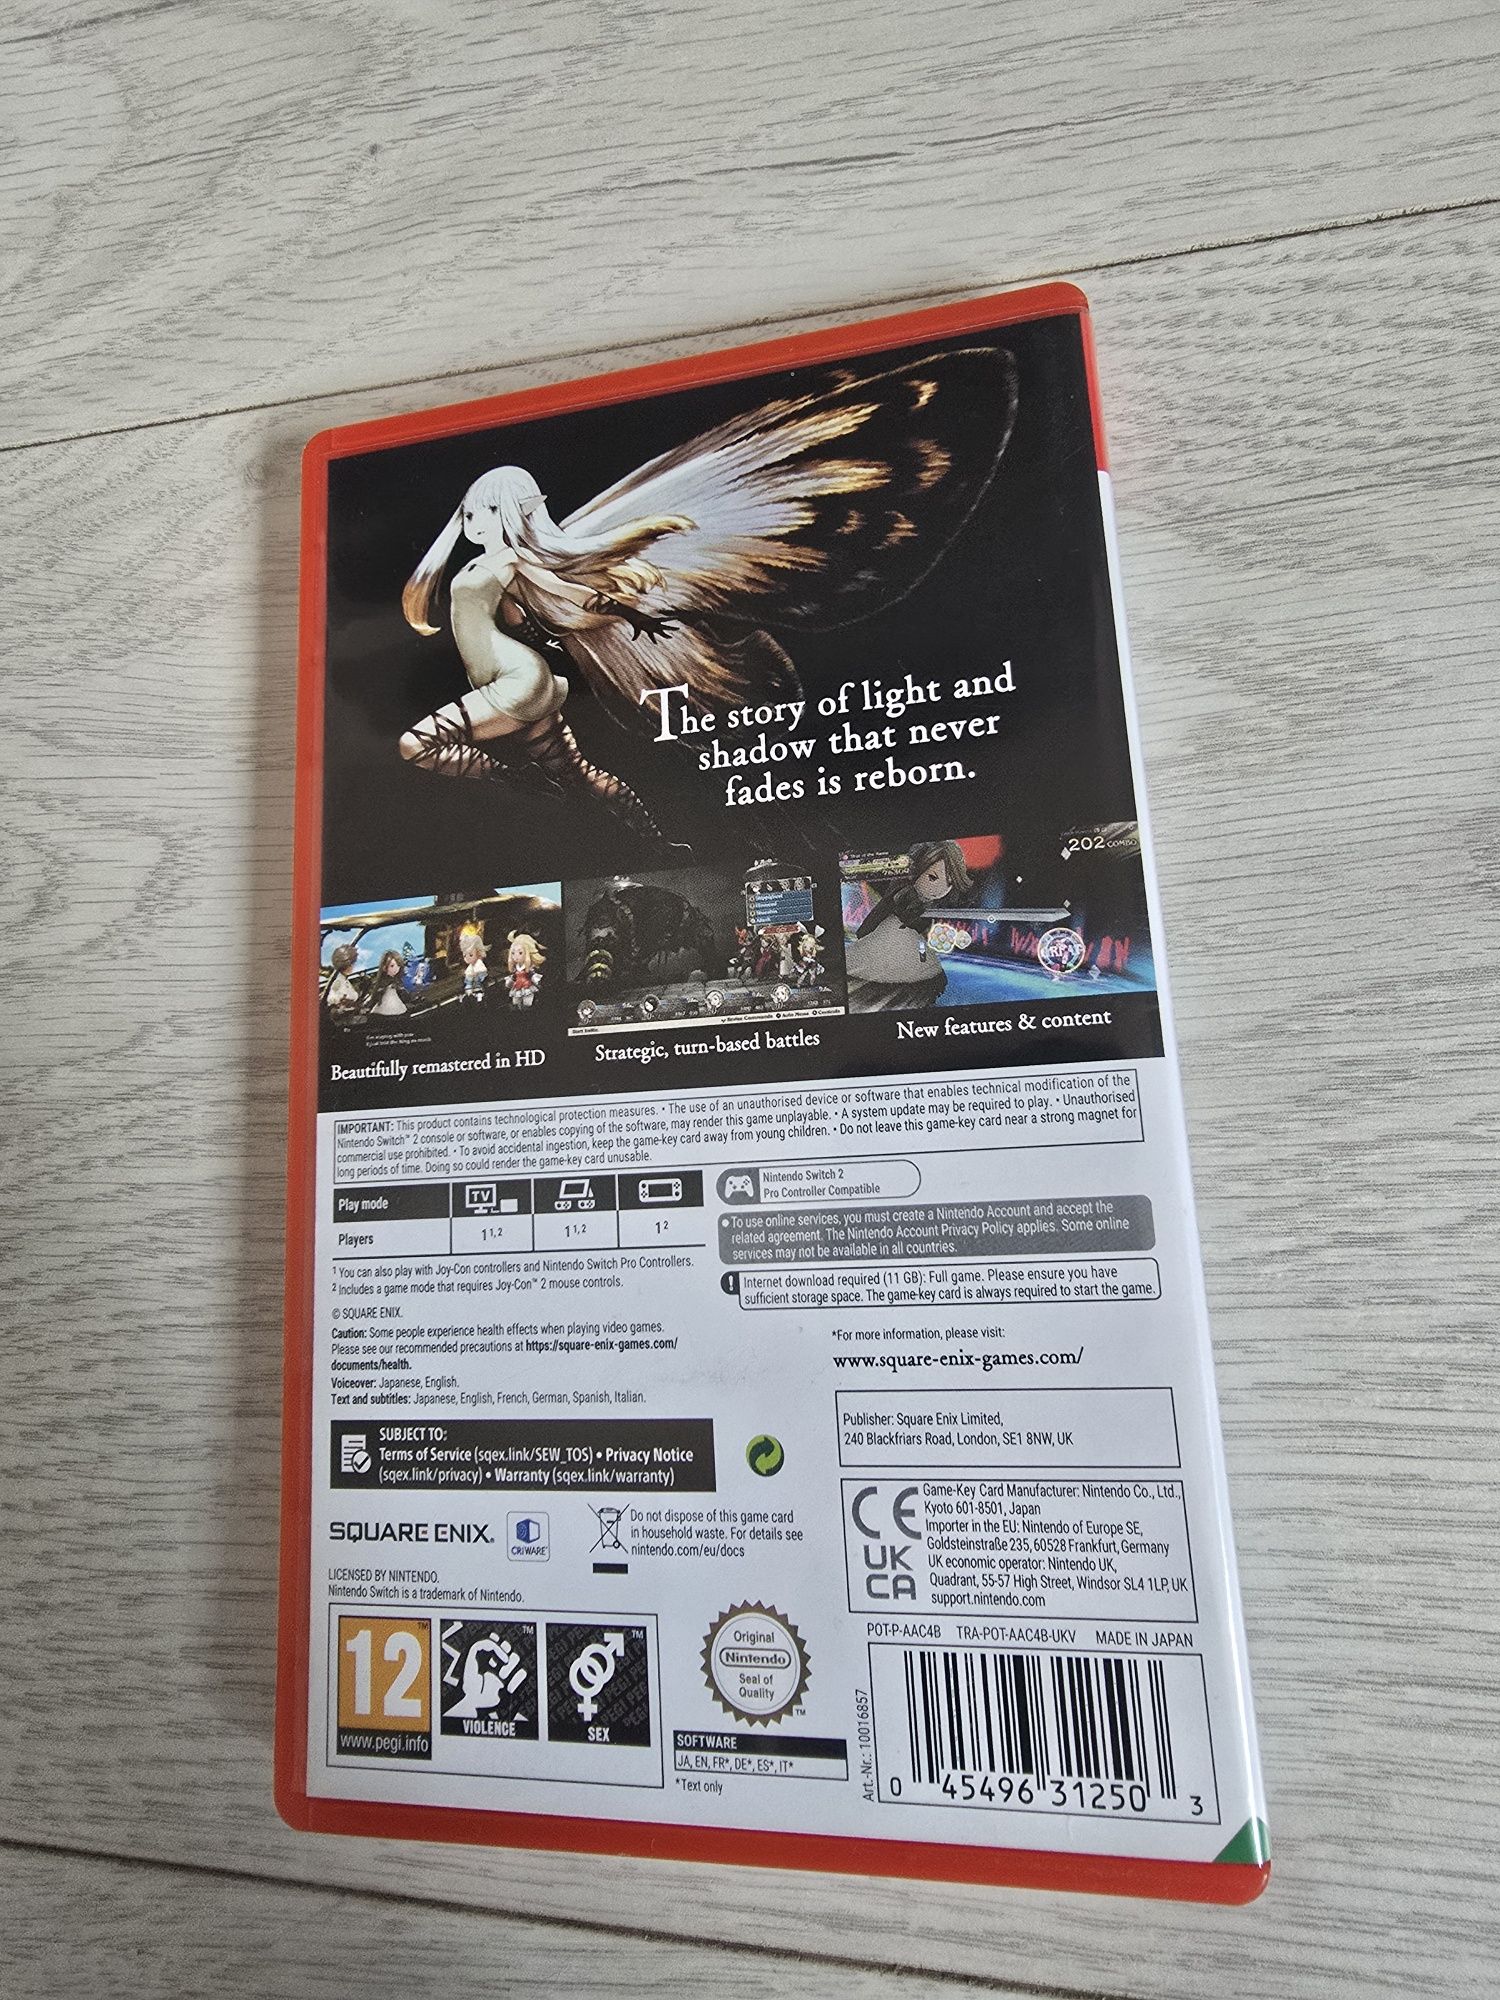 The story of light and
shadow that never
fades is reborn.
202 COMBO
Beautifully remastered in HD
Strategic, turn-based battles
New features & content
IMPORTANT: This product contains technological protection measures. • The use of an unauthorised device or software that enables technical modification of the
Nintendo Switch™ 2 console or software, or enables copying of the software, may render this game unplayable. • A system update may be required to play. • Unauthorised
commercial use prohibited. • To avoid accidental ingestion, keep the game-key card away from young children. • Do not leave this game-key card near a strong magnet for
long periods of time. Doing so could render the game-key card unusable.
Play mode
TV
Players
1 1,2
1 1,2
1 2
Nintendo Switch 2
Pro Controller Compatible
• To use online services, you must create a Nintendo Account and accept the
related agreement. The Nintendo Account Privacy Policy applies. Some online
services may not be available in all countries.
1 You can also play with Joy-Con controllers and Nintendo Switch Pro Controllers.
2 Includes a game mode that requires Joy-Con™ 2 mouse controls.
! Internet download required (11 GB): Full game. Please ensure you have
sufficient storage space. The game-key card is always required to start the game.
© SQUARE ENIX.
Caution: Some people experience health effects when playing video games.
Please see our recommended precautions at https://square-enix-games.com/
documents/health.
Voiceover: Japanese, English.
Text and subtitles: Japanese, English, French, German, Spanish, Italian.
*For more information, please visit:
www.square-enix-games.com/
SUBJECT TO:
Terms of Service (sqex.link/SEW_TOS) • Privacy Notice
(sqex.link/privacy) • Warranty (sqex.link/warranty)
Publisher: Square Enix Limited,
240 Blackfriars Road, London, SE1 8NW, UK
SQUARE ENIX.
CRIWARE
Do not dispose of this game card
in household waste. For details see
nintendo.com/eu/docs
CE
UK
CA
Game-Key Card Manufacturer: Nintendo Co., Ltd.,
Kyoto 601-8501, Japan
Importer in the EU: Nintendo of Europe SE,
Goldsteinstraße 235, 60528 Frankfurt, Germany
UK economic operator: Nintendo UK,
Quadrant, 55-57 High Street, Windsor SL4 1LP, UK
support.nintendo.com
LICENSED BY NINTENDO.
Nintendo Switch is a trademark of Nintendo.
POT-P-AAC4B TRA-POT-AAC4B-UKV MADE IN JAPAN
12 ™
www.pegi.info
™
VIOLENCE
™
SEX
Original
Nintendo
Seal of
Quality
™
SOFTWARE
JA, EN, FR*, DE*, ES*, IT*
*Text only
Art.-Nr.: 10016857
0 45496 31250 3